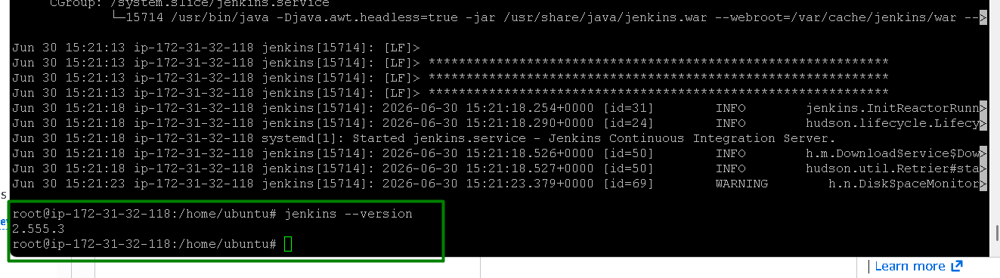 CGroup: /system.slice/jenkins.service
└─15714 /usr/bin/java -Djava.awt.headless=true -jar /usr/share/java/jenkins.war --webroot=/var/cache/jenkins/war -->
Jun 30 15:21:13 ip-172-31-32-118 jenkins[15714]: [LF]>
Jun 30 15:21:13 ip-172-31-32-118 jenkins[15714]: [LF]> *************************************************************
Jun 30 15:21:13 ip-172-31-32-118 jenkins[15714]: [LF]> *************************************************************
Jun 30 15:21:13 ip-172-31-32-118 jenkins[15714]: [LF]> *************************************************************
Jun 30 15:21:18 ip-172-31-32-118 jenkins[15714]: 2026-06-30 15:21:18.254+0000 [id=31]        INFO        jenkins.InitReactorRunn>
Jun 30 15:21:18 ip-172-31-32-118 jenkins[15714]: 2026-06-30 15:21:18.290+0000 [id=24]        INFO        hudson.lifecycle.Lifecy>
Jun 30 15:21:18 ip-172-31-32-118 systemd[1]: Started jenkins.service - Jenkins Continuous Integration Server.
Jun 30 15:21:18 ip-172-31-32-118 jenkins[15714]: 2026-06-30 15:21:18.526+0000 [id=50]        INFO        h.m.DownloadService$Dow>
Jun 30 15:21:18 ip-172-31-32-118 jenkins[15714]: 2026-06-30 15:21:18.527+0000 [id=50]        INFO        hudson.util.Retrier#sta>
Jun 30 15:21:23 ip-172-31-32-118 jenkins[15714]: 2026-06-30 15:21:23.379+0000 [id=69]        WARNING        h.n.DiskSpaceMonitor>
root@ip-172-31-32-118:/home/ubuntu# jenkins --version
2.555.3
root@ip-172-31-32-118:/home/ubuntu#
Learn more